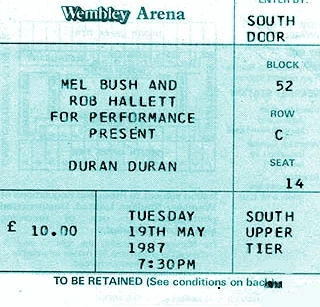 Wembley Arena
ENTER BY:
SOUTH
DOOR
BLOCK
52
MEL BUSH AND
ROB HALLETT
FOR PERFORMANCE
PRESENT
ROW
C
DURAN DURAN
SEAT
14
£ 10.00
TUESDAY
19TH MAY
1987
7:30PM
SOUTH
UPPER
TIER
TO BE RETAINED (See conditions on back)